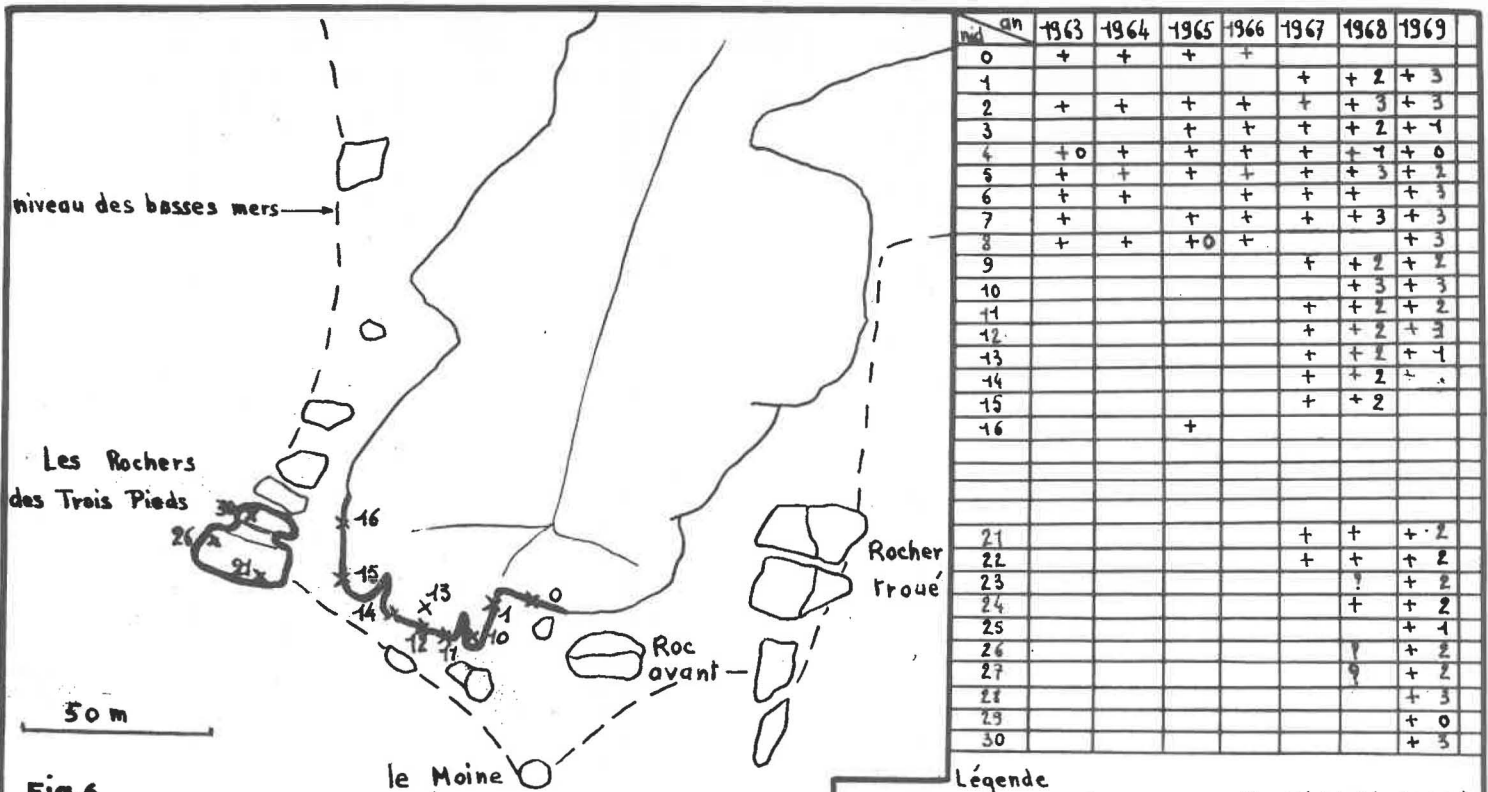 niveau des basses mers
Les Rochers
des Trois Pieds
30
26
21
16
15
14
13
12
11
10
1
0
Rocher
troué
Roc
avant
50 m
le Moine
Fig 6
nid an 1963 1964 1965 1966 1967 1968 1969
0 + + + +
1 + + 2 + 3
2 + + + + + + 3 + 3
3 + + + + 2 + 1
4 + 0 + + + + + 1 + 0
5 + + + + + + 3 + 2
6 + + + + + + 3
7 + + + + + 3 + 3
8 + + + 0 + + 3
9 + + 2 + 2
10 + 3 + 3
11 + + 2 + 2
12 + + 2 + 3
13 + + 2 + 1
14 + + 2 +
15 + + 2
16 +
21 + + + 2
22 + + + 2
23 ? + 2
24 + + 2
25 + 1
26 ? + 2
27 ? + 2
28 + 3
29 + 0
30 + 3
Légende